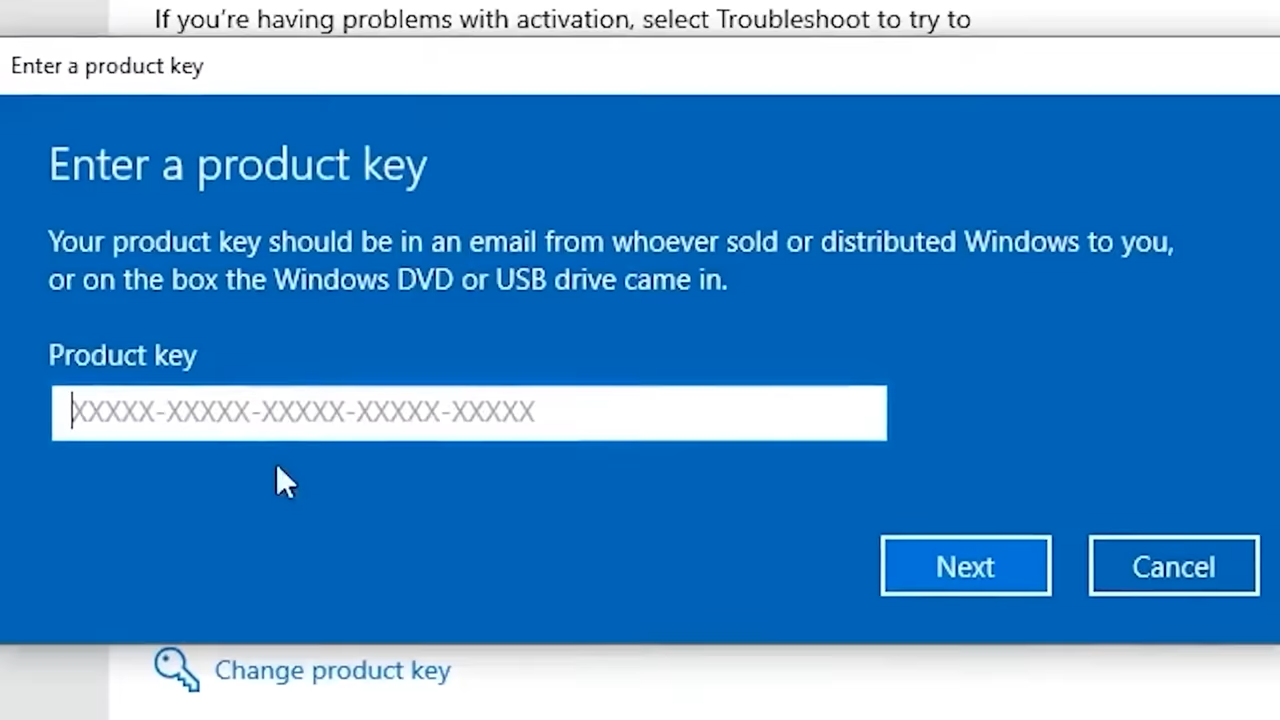 If you’re having problems with activation, select Troubleshoot to try to
Enter a product key
Enter a product key
Your product key should be in an email from whoever sold or distributed Windows to you,
or on the box the Windows DVD or USB drive came in.
Product key
XXXXX-XXXXX-XXXXX-XXXXX-XXXXX
Next
Cancel
Change product key